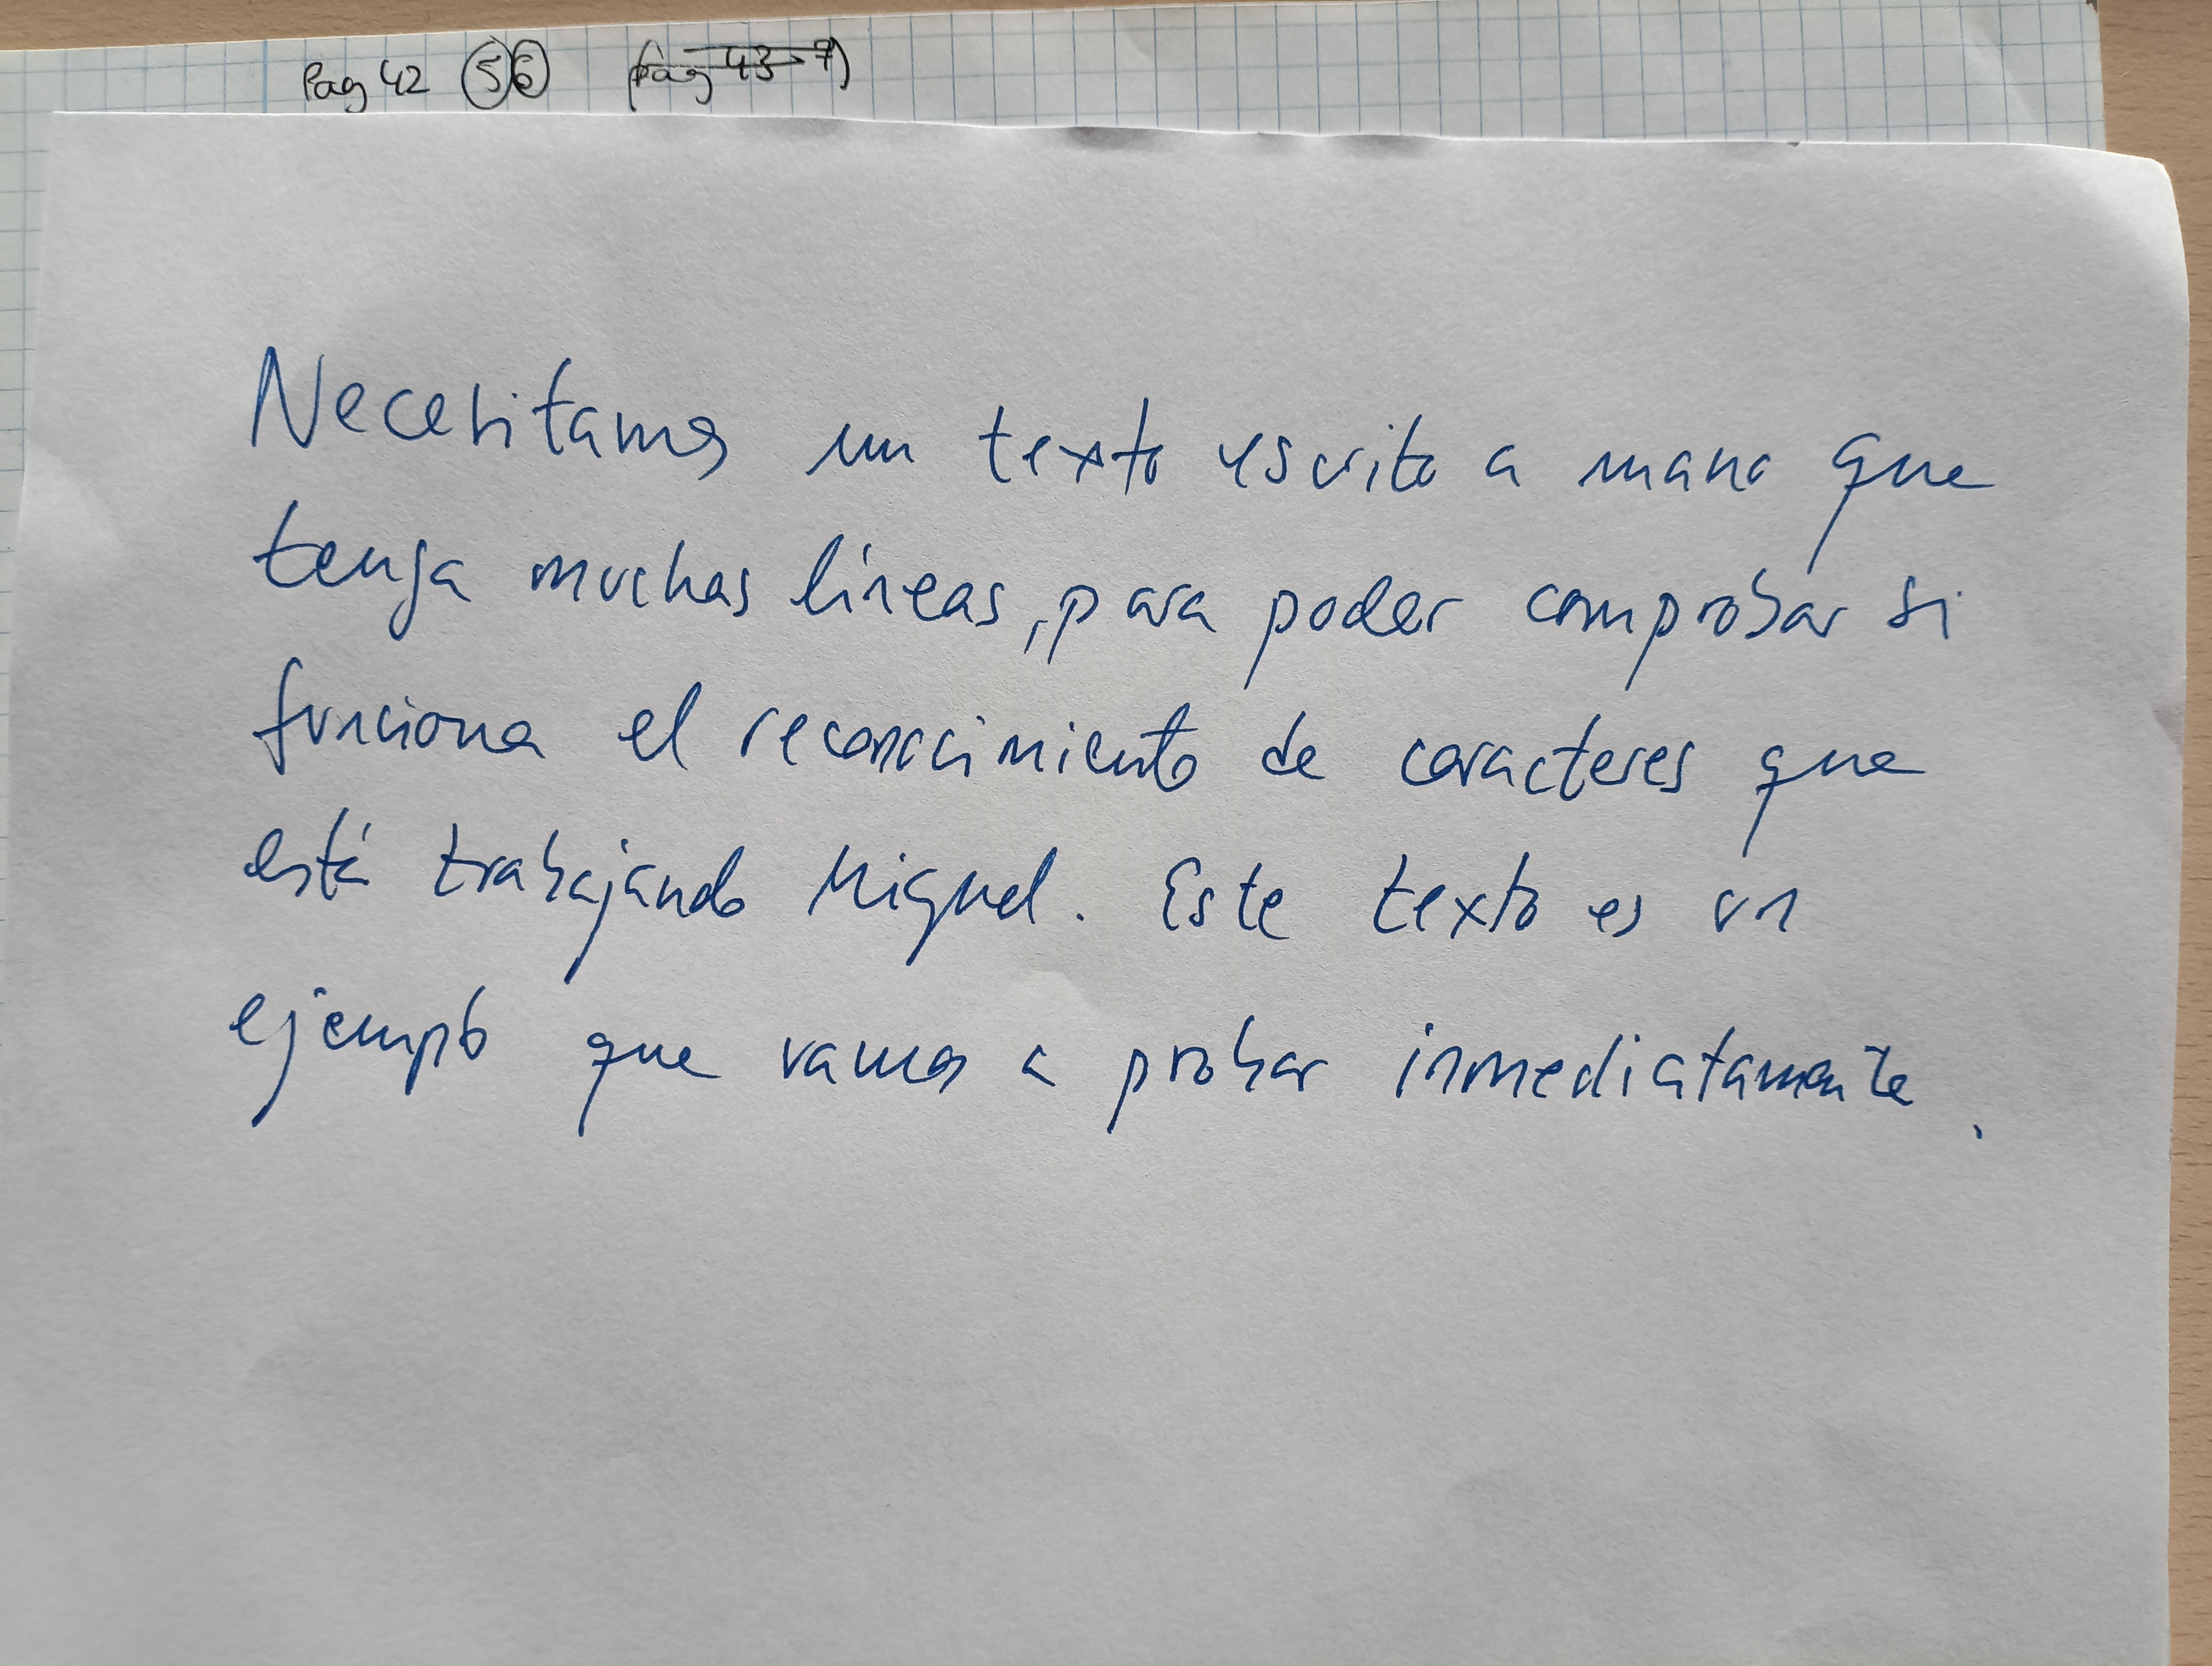 Pag 42 5 6 (Pag 43 → 7)
Necesitamos un texto escrito a mano que
tenga muchas líneas, para poder comprobar si
funciona el reconocimiento de caracteres que
está trabajando Miguel. Este texto es un
ejemplo que vamos a probar inmediatamente.